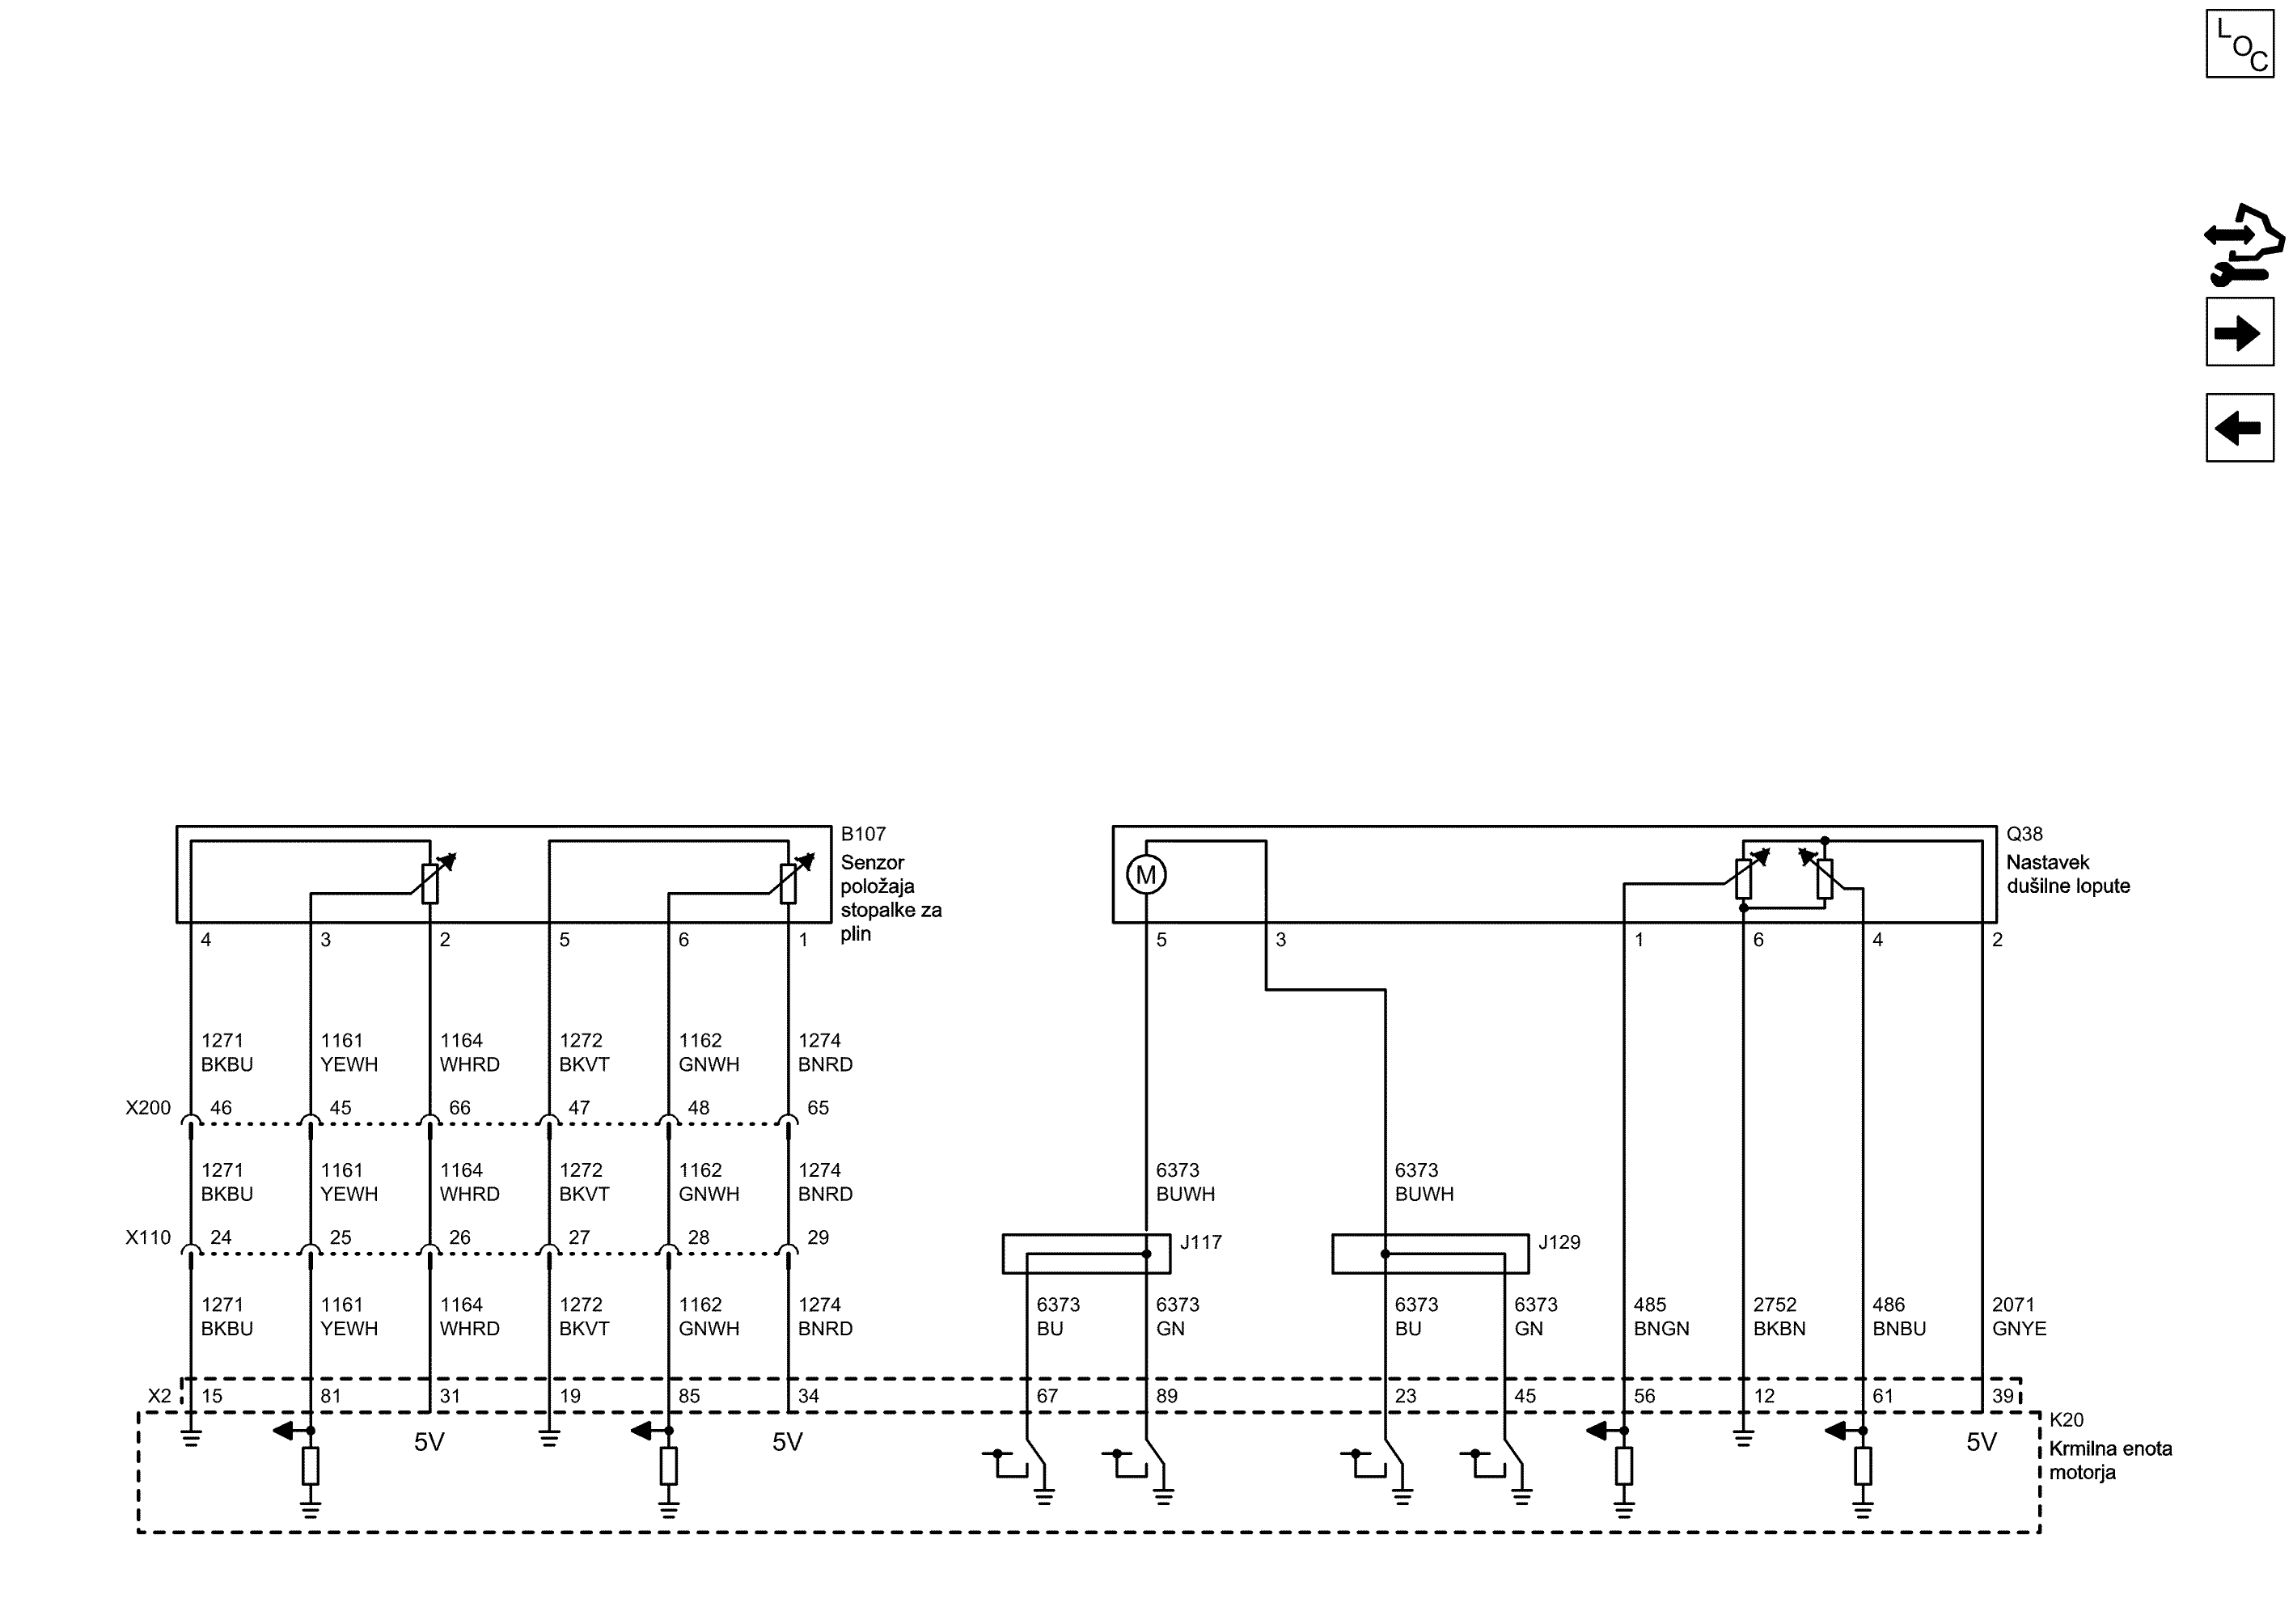 LOC
B107
Senzor
položaja
stopalke za
plin
Q38
Nastavek
dušilne lopute
M
4 3 2 5 6 1
5 3 1 6 4 2
1271 1161 1164 1272 1162 1274
BKBU YEWH WHRD BKVT GNWH BNRD
X200 46 45 66 47 48 65
1271 1161 1164 1272 1162 1274 6373 6373
BKBU YEWH WHRD BKVT GNWH BNRD BUWH BUWH
X110 24 25 26 27 28 29 J117 J129
1271 1161 1164 1272 1162 1274 6373 6373 6373 6373 485 2752 486 2071
BKBU YEWH WHRD BKVT GNWH BNRD BU GN BU GN BNGN BKBN BNBU GNYE
X2 15 81 31 19 85 34 67 89 23 45 56 12 61 39
5V 5V 5V
K20
Krmilna enota
motorja